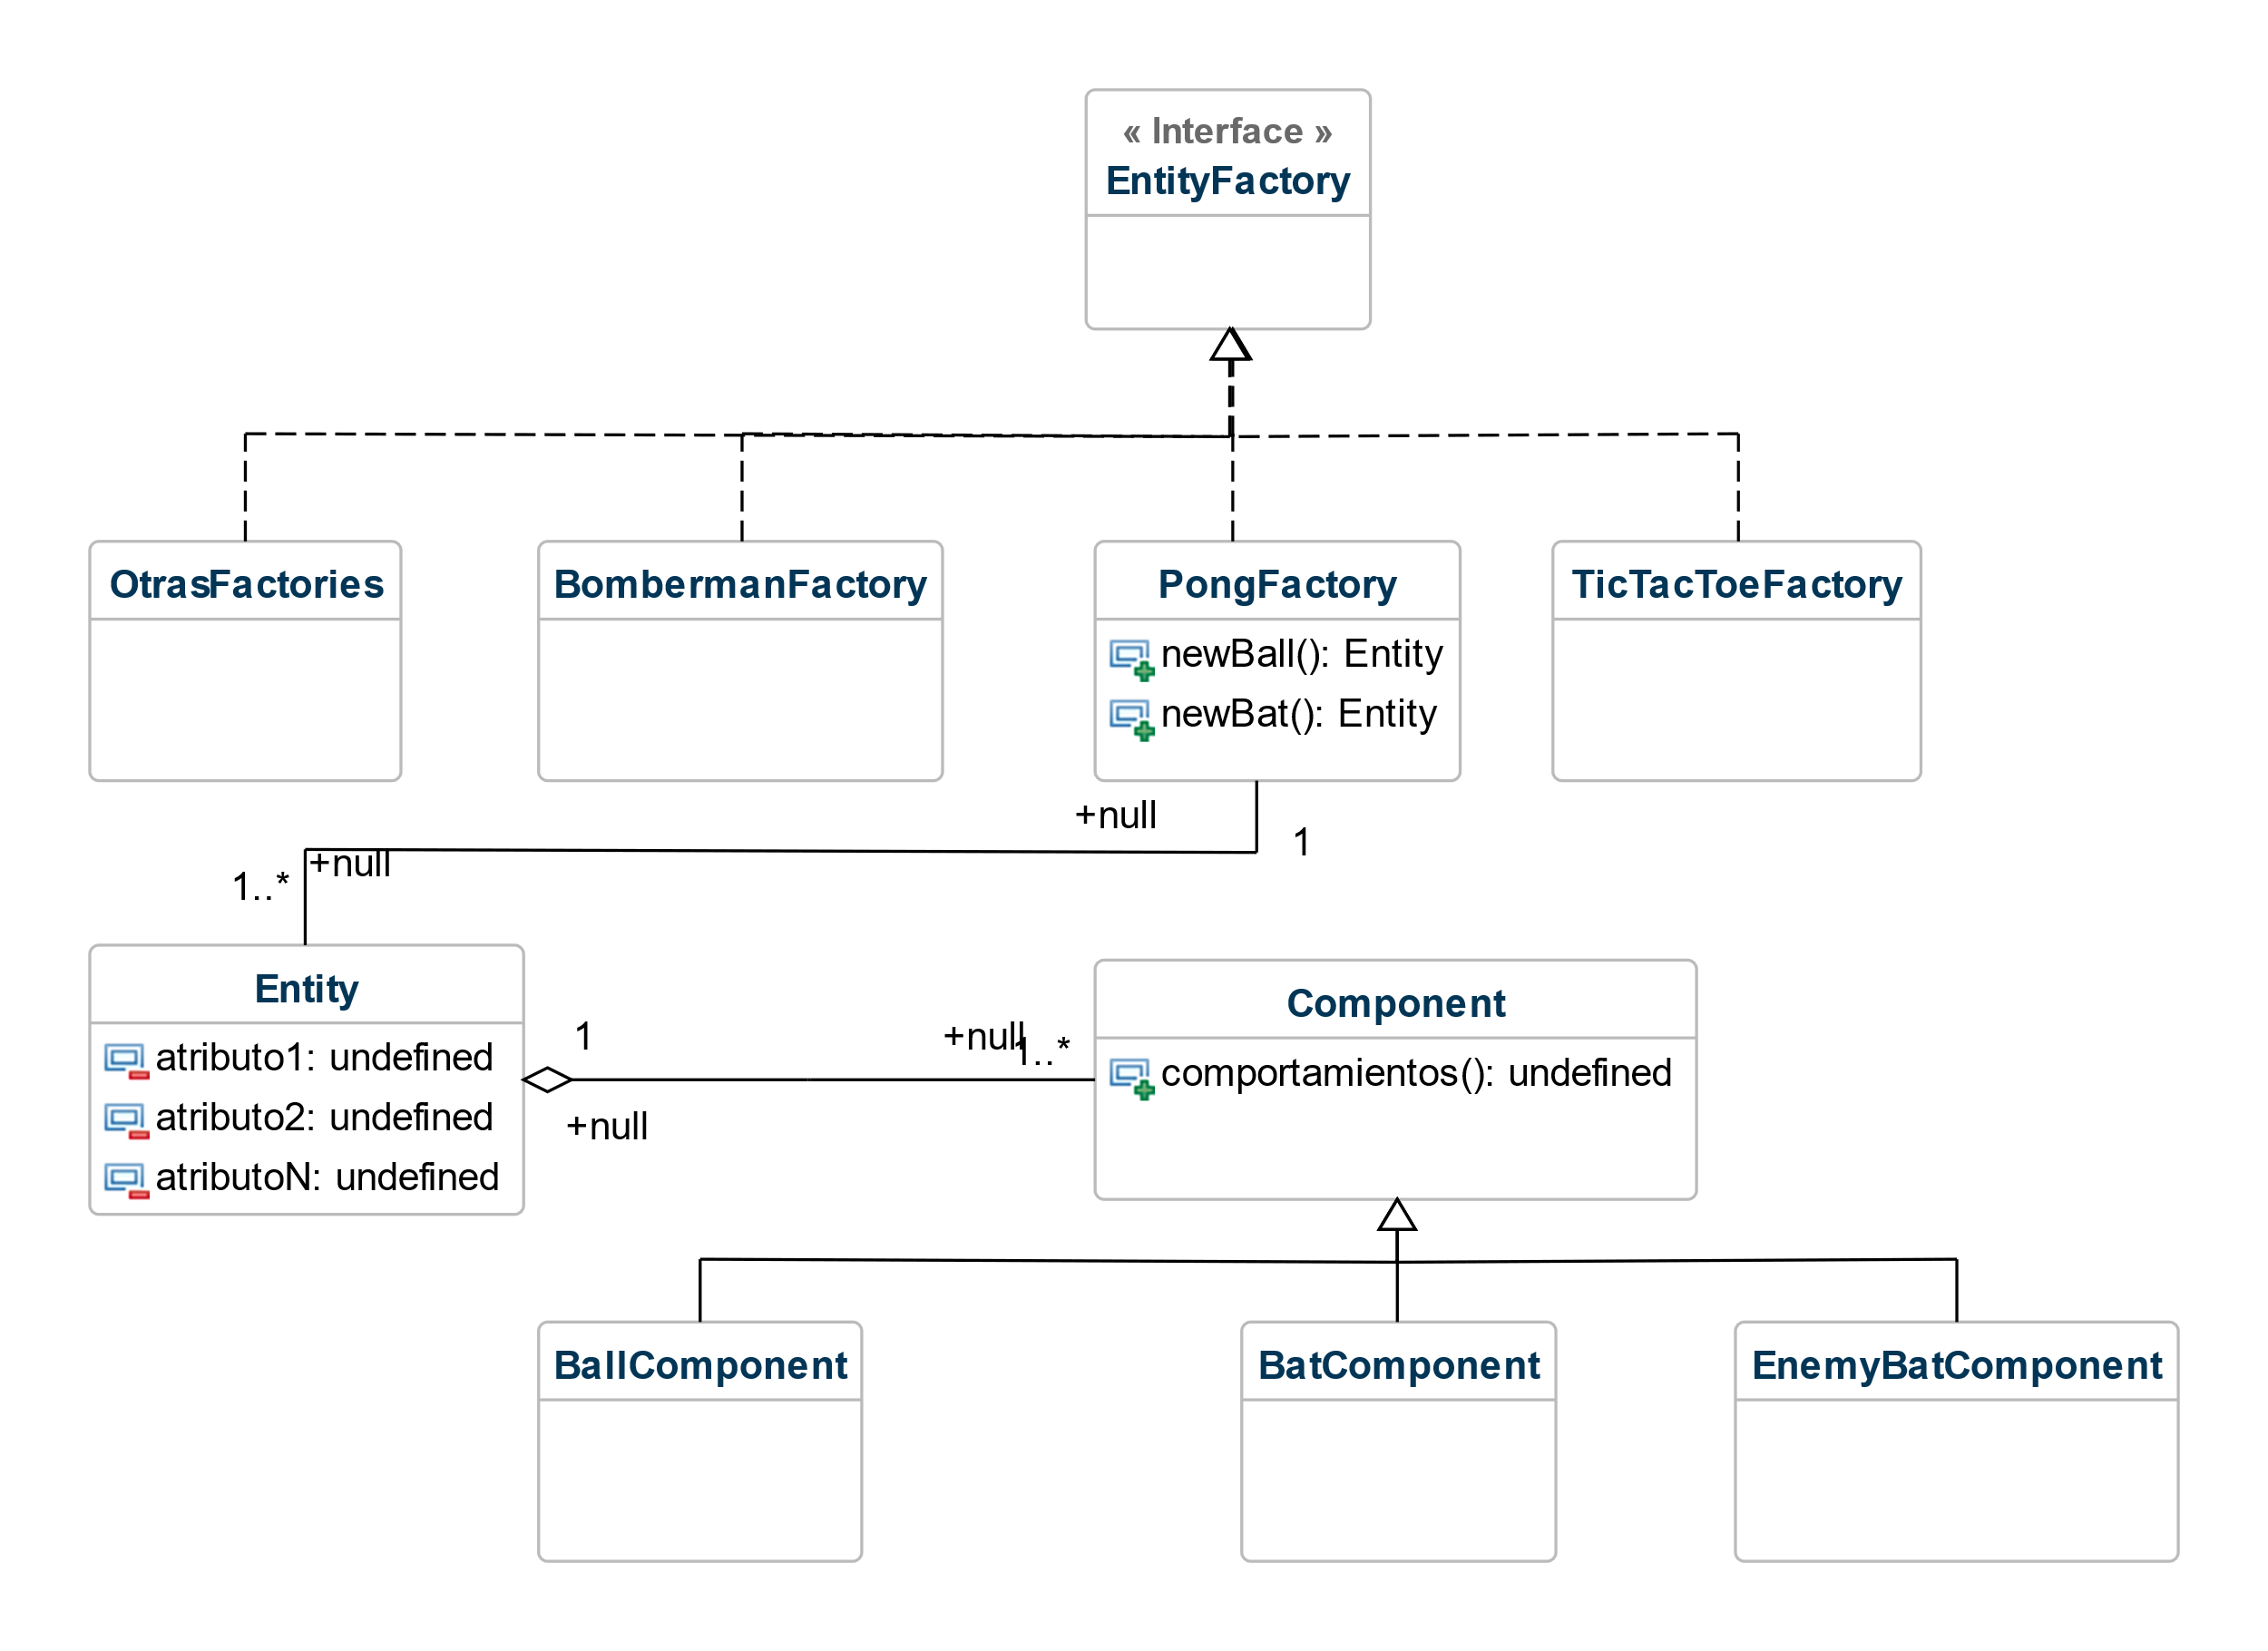 « Interface »
EntityFactory
OtrasFactories
BombermanFactory
PongFactory
newBall(): Entity
newBat(): Entity
TicTacToeFactory
+null
1
+null
1..*
Entity
atributo1: undefined
atributo2: undefined
atributoN: undefined
1
+null
+null
1..*
Component
comportamientos(): undefined
BallComponent
BatComponent
EnemyBatComponent